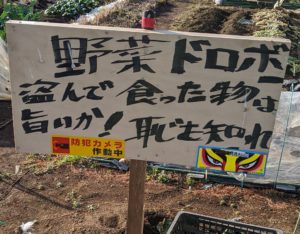 野菜ドロボー
盗んで食った物は
旨いか!恥を知れ
防犯カメラ
作動中